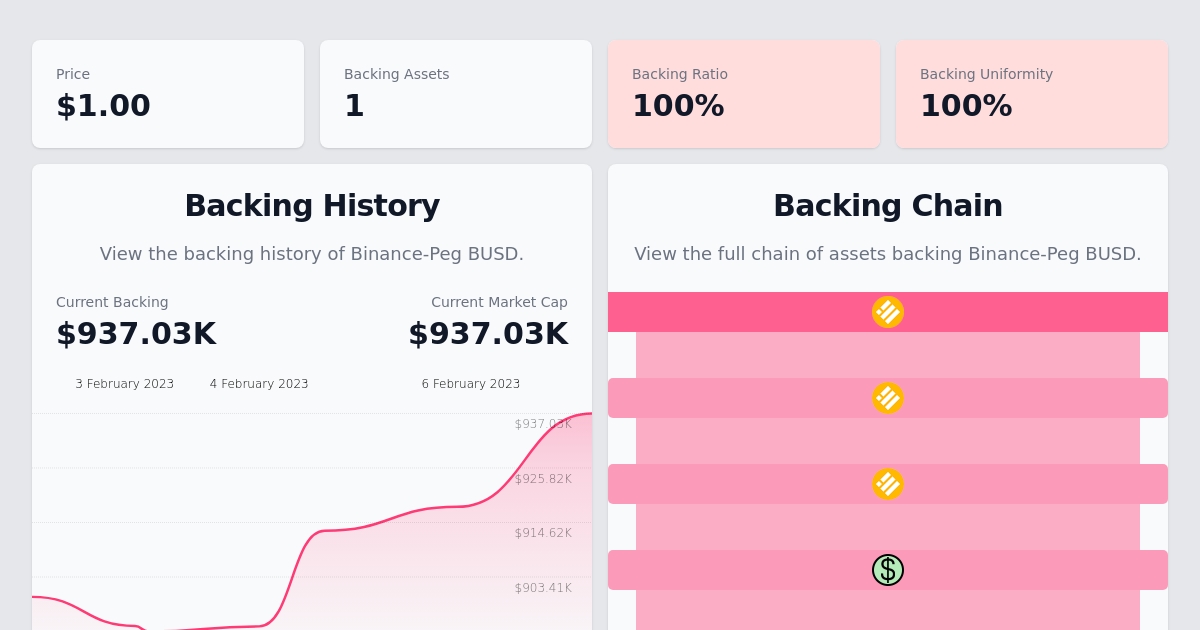 Price
$1.00
Backing Assets
1
Backing Ratio
100%
Backing Uniformity
100%
Backing History
View the backing history of Binance-Peg BUSD.
Current Backing
$937.03K
Current Market Cap
$937.03K
3 February 2023
4 February 2023
6 February 2023
$937.03K
$925.82K
$914.62K
$903.41K
Backing Chain
View the full chain of assets backing Binance-Peg BUSD.
$